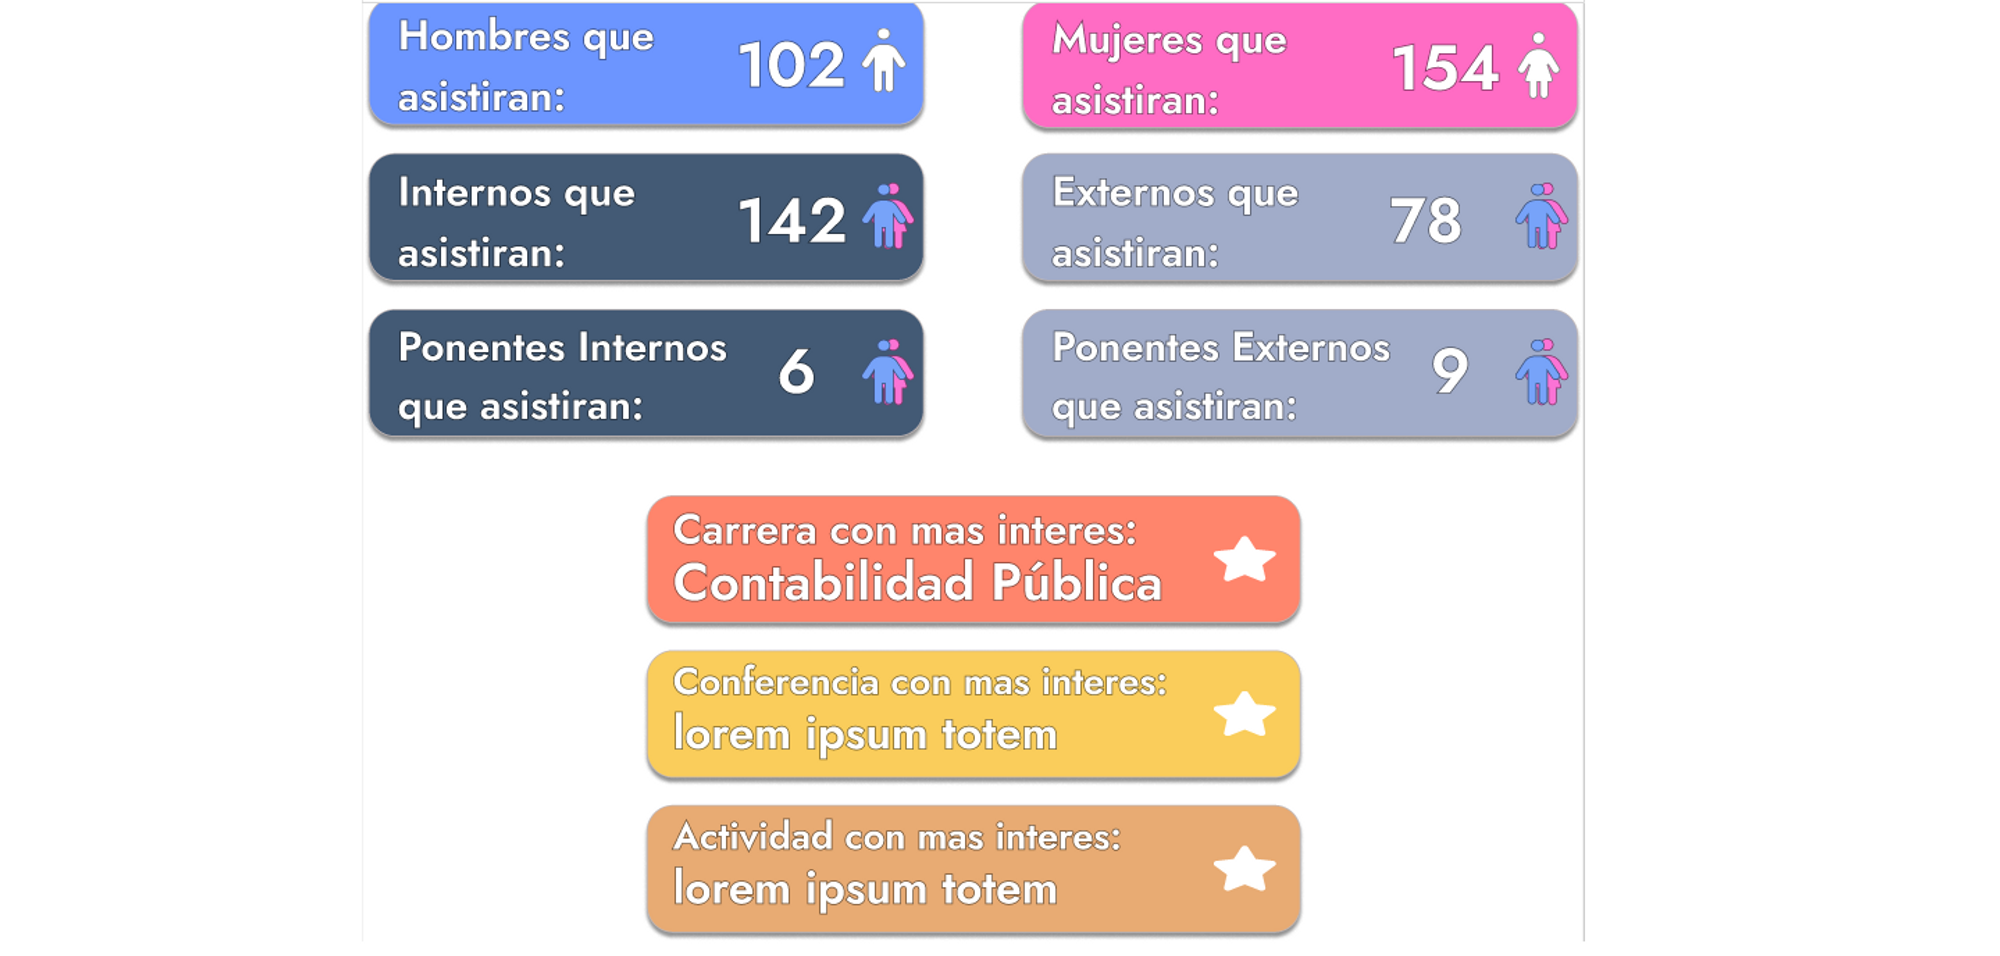 Hombres que
asistiran:
102
Mujeres que
asistiran:
154
Internos que
asistiran:
142
Externos que
asistiran:
78
Ponentes Internos
que asistiran:
6
Ponentes Externos
que asistiran:
9
Carrera con mas interes:
Contabilidad Pública
Conferencia con mas interes:
lorem ipsum totem
Actividad con mas interes:
lorem ipsum totem